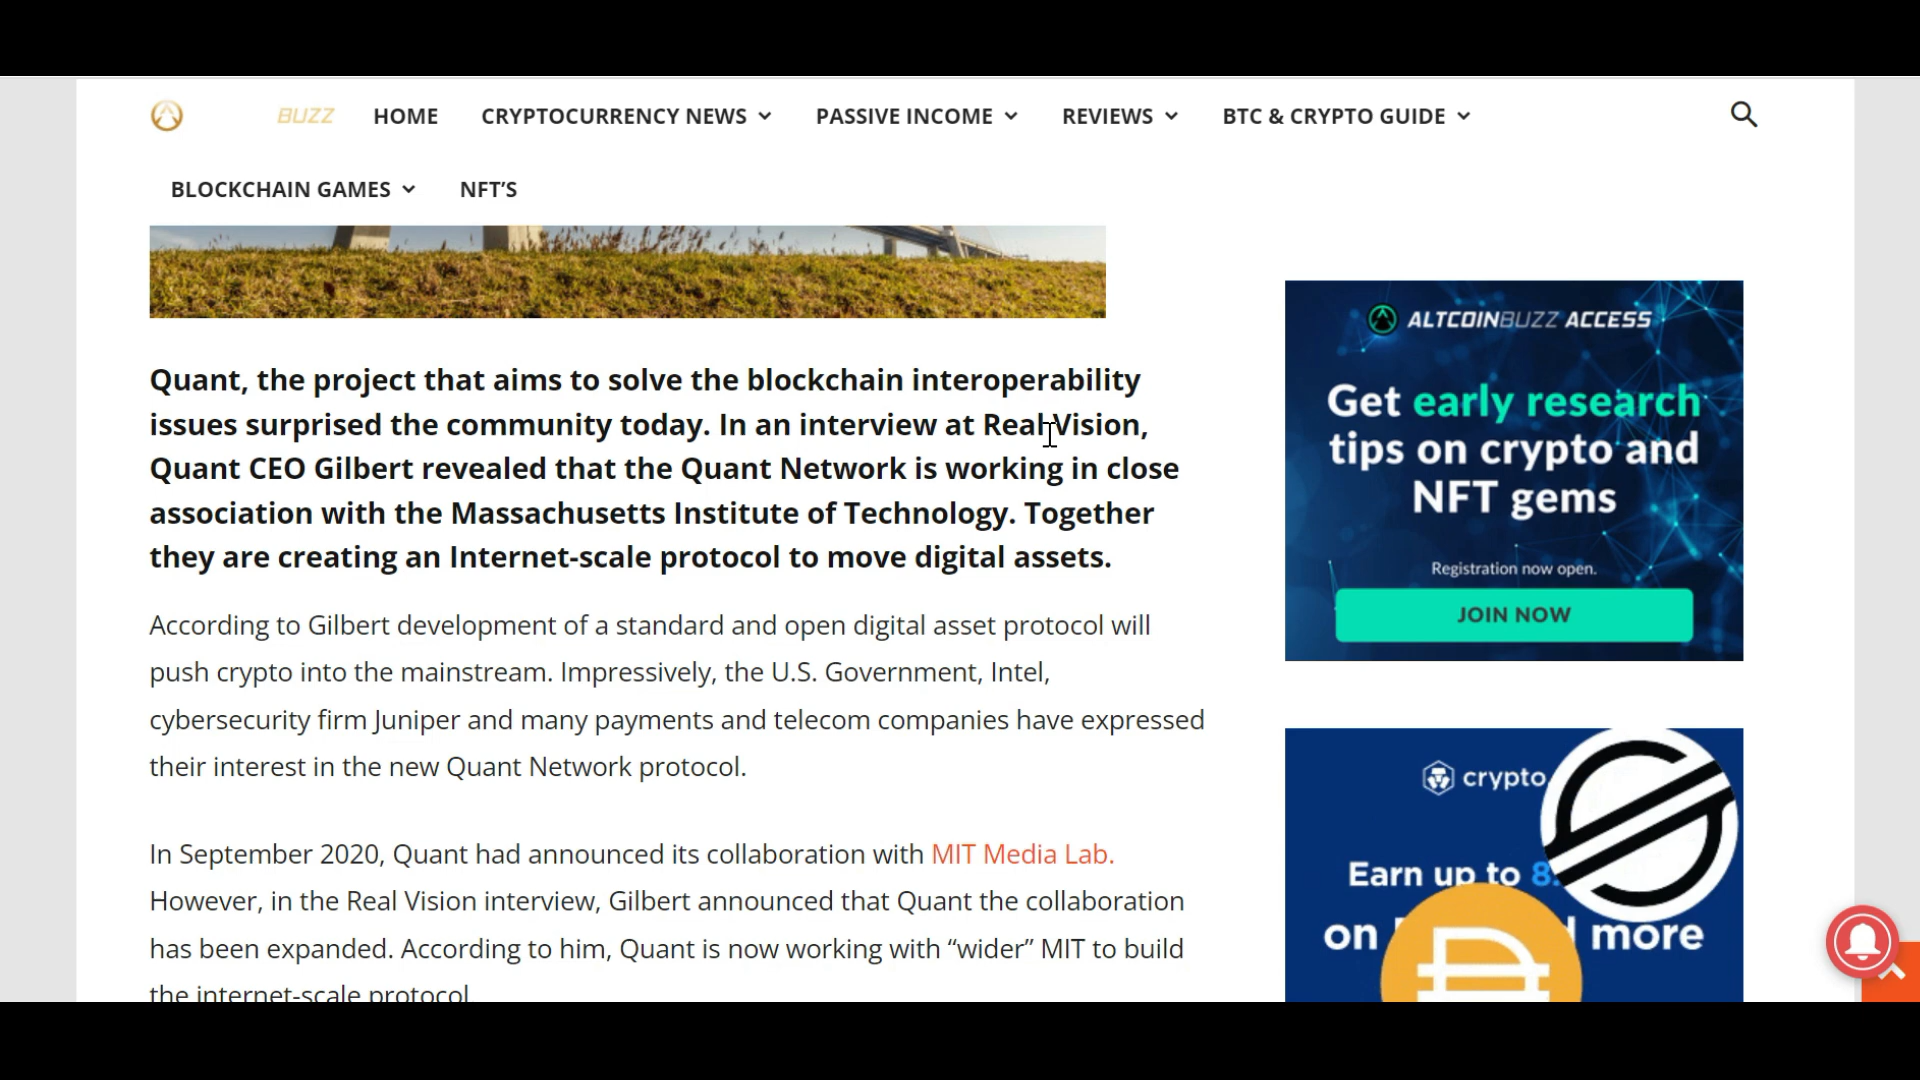 BUZZ HOME CRYPTOCURRENCY NEWS PASSIVE INCOME REVIEWS BTC & CRYPTO GUIDE
BLOCKCHAIN GAMES NFT'S
Quant, the project that aims to solve the blockchain interoperability
issues surprised the community today. In an interview at Real Vision,
Quant CEO Gilbert revealed that the Quant Network is working in close
association with the Massachusetts Institute of Technology. Together
they are creating an Internet-scale protocol to move digital assets.
According to Gilbert development of a standard and open digital asset protocol will
push crypto into the mainstream. Impressively, the U.S. Government, Intel,
cybersecurity firm Juniper and many payments and telecom companies have expressed
their interest in the new Quant Network protocol.
In September 2020, Quant had announced its collaboration with MIT Media Lab.
However, in the Real Vision interview, Gilbert announced that Quant the collaboration
has been expanded. According to him, Quant is now working with “wider” MIT to build
the internet-scale protocol
ALTCOINBUZZ ACCESS
Get early research
tips on crypto and
NFT gems
Registration now open.
JOIN NOW
crypto.
Earn up to 8.
on more